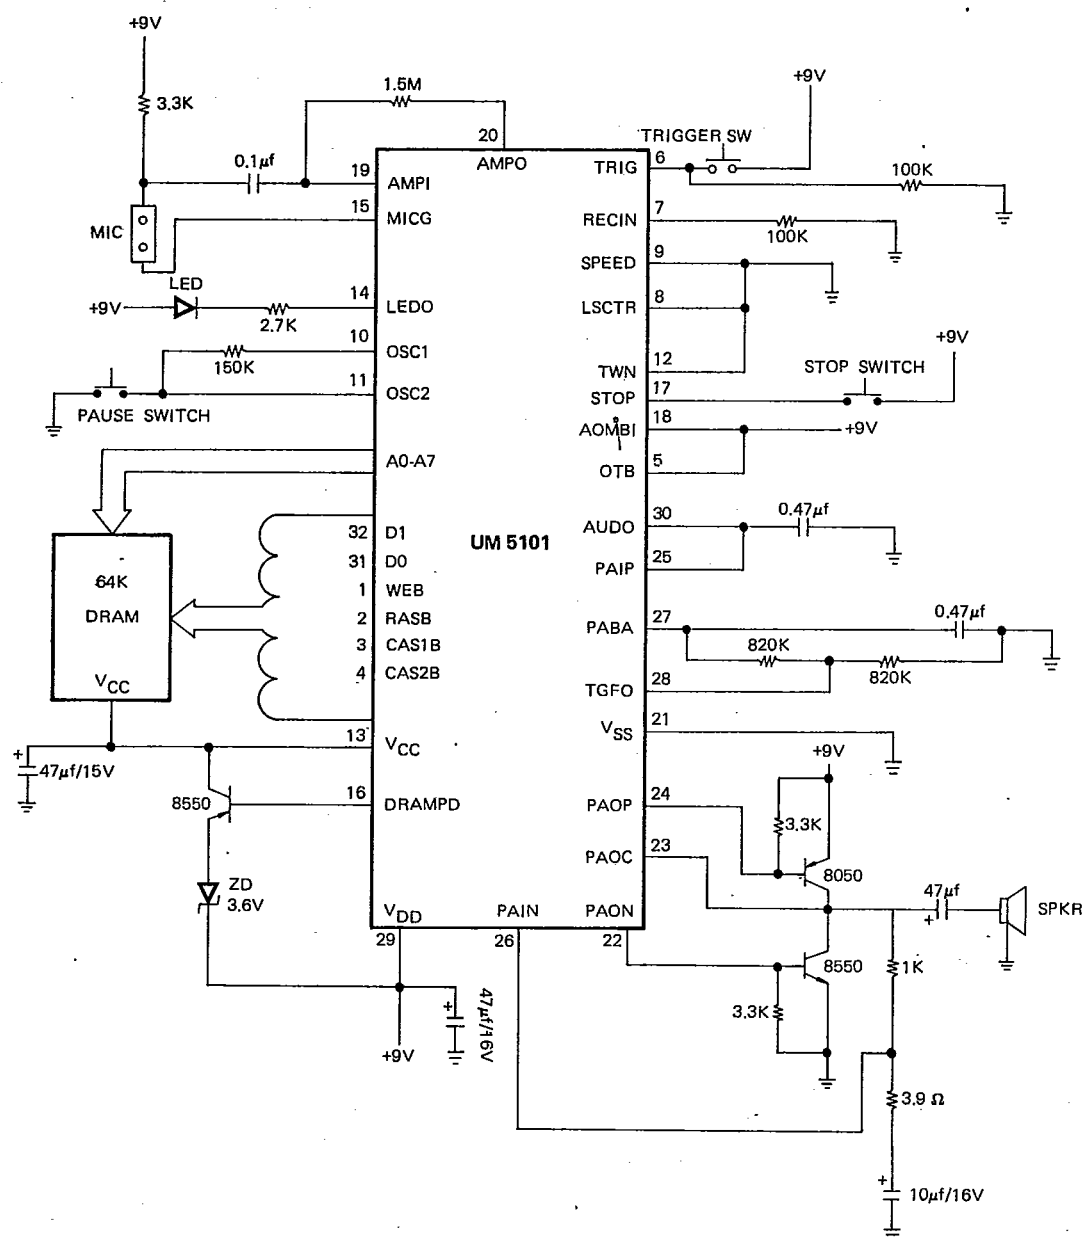 +9V
3.3K
1.5M
20
AMPO
0.1µf
19
AMPI
15
MICG
MIC
LED
+9V
2.7K
14
LEDO
10
OSC1
150K
11
OSC2
PAUSE SWITCH
A0-A7
64K
DRAM
VCC
32
D1
31
D0
1
WEB
2
RASB
3
CAS1B
4
CAS2B
13
VCC
47µf/15V
8550
16
DRAMPD
ZD
3.6V
VDD
29
+9V
47µf/16V
UM 5101
TRIGGER SW
+9V
TRIG
6
100K
RECIN
7
100K
SPEED
9
LSCTR
8
TWN
12
STOP
17
STOP SWITCH
+9V
AOMBI
18
+9V
OTB
5
AUDO
30
0.47µf
PAIP
25
PABA
27
0.47µf
820K
820K
TGFO
28
VSS
21
+9V
PAOP
24
3.3K
PAOC
23
8050
47µf
+
SPKR
PAIN
26
PAON
22
8550
3.3K
1K
3.9 Ω
+
10µf/16V